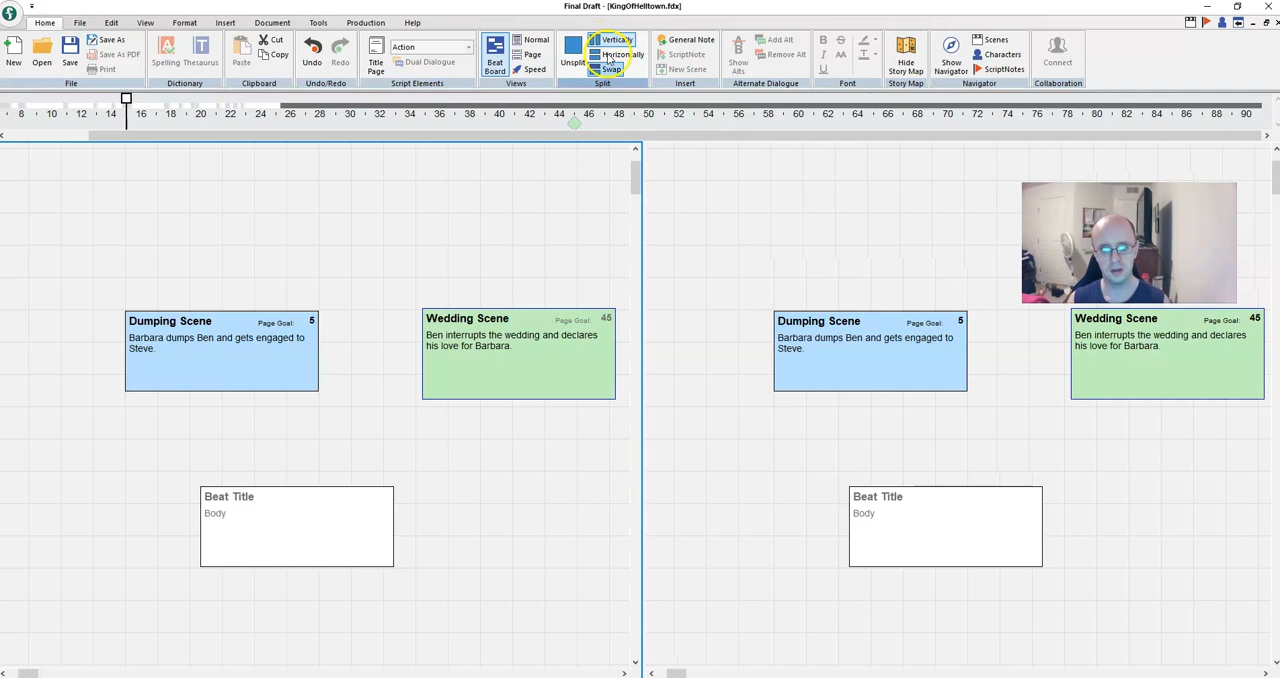 Final Draft - [KingOfHelltown.fdx]
Home File Edit View Format Insert Document Tools Production Help
New Open Save Save As Save As PDF Print
File
Spelling Thesaurus
Dictionary
Paste Cut Copy
Clipboard
Undo Redo
Undo/Redo
Title Page Action Dual Dialogue
Script Elements
Beat Board Normal Page Speed
Views
Unsplit Vertically Horizontally Swap
Split
General Note ScriptNote New Scene
Insert
Show Alts Add Alt Remove Alt
Alternate Dialogue
B S I AA U T
Font
Hide Story Map
Story Map
Show Navigator Scenes Characters ScriptNotes
Navigator
Connect
Collaboration
8 10 12 14 16 18 20 22 24 26 28 30 32 34 36 38 40 42 44 46 48 50 52 54 56 58 60 62 64 66 68 70 72 74 76 78 80 82 84 86 88 90
Dumping Scene Page Goal: 5
Barbara dumps Ben and gets engaged to
Steve.
Wedding Scene Page Goal: 45
Ben interrupts the wedding and declares
his love for Barbara.
Beat Title
Body
Dumping Scene Page Goal: 5
Barbara dumps Ben and gets engaged to
Steve.
Wedding Scene 45
Ben interrupts the wedding and declares
his love for Barbara.
Beat Title
Body